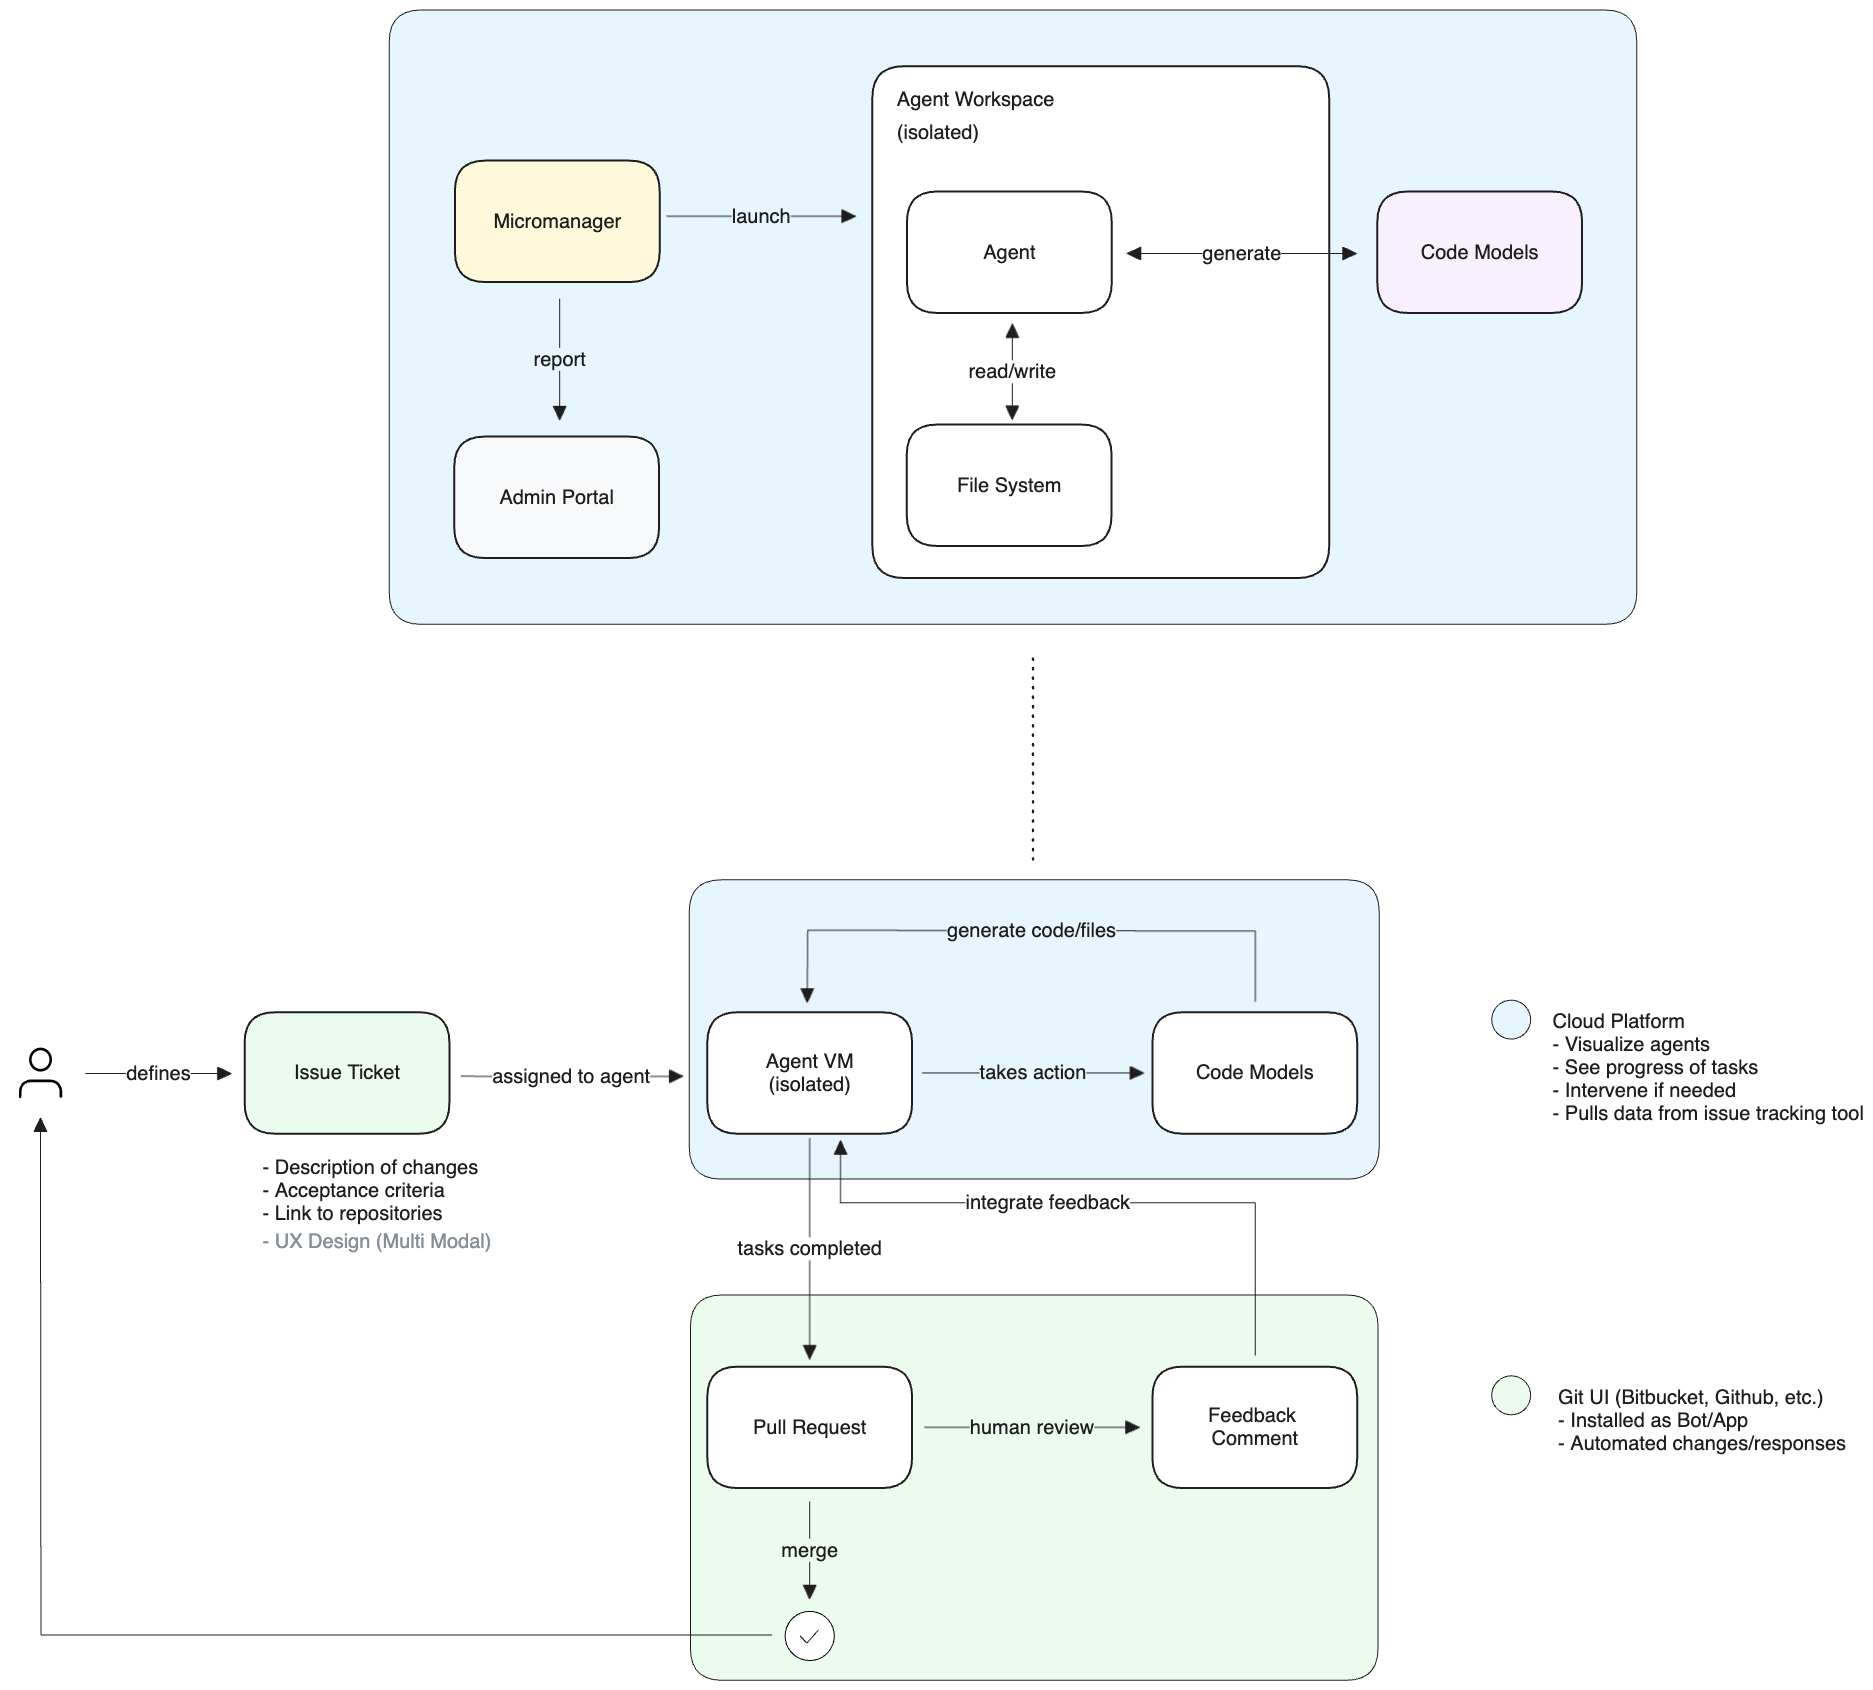 Agent Workspace
(isolated)
Micromanager
launch
Agent
generate
Code Models
report
read/write
Admin Portal
File System
generate code/files
defines
Issue Ticket
assigned to agent
Agent VM
(isolated)
takes action
Code Models
- Description of changes
- Acceptance criteria
- Link to repositories
- UX Design (Multi Modal)
integrate feedback
tasks completed
Pull Request
human review
Feedback
Comment
merge
Cloud Platform
- Visualize agents
- See progress of tasks
- Intervene if needed
- Pulls data from issue tracking tool
Git UI (Bitbucket, Github, etc.)
- Installed as Bot/App
- Automated changes/responses